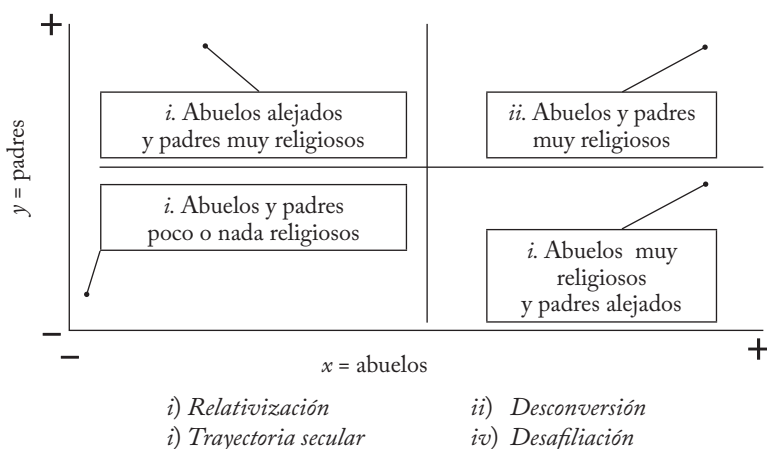 +
i. Abuelos alejados
y padres muy religiosos
ii. Abuelos y padres
muy religiosos
y = padres
i. Abuelos y padres
poco o nada religiosos
i. Abuelos muy
religiosos
y padres alejados
−
−
+
x = abuelos
i) Relativización
ii) Desconversión
i) Trayectoria secular
iv) Desafiliación